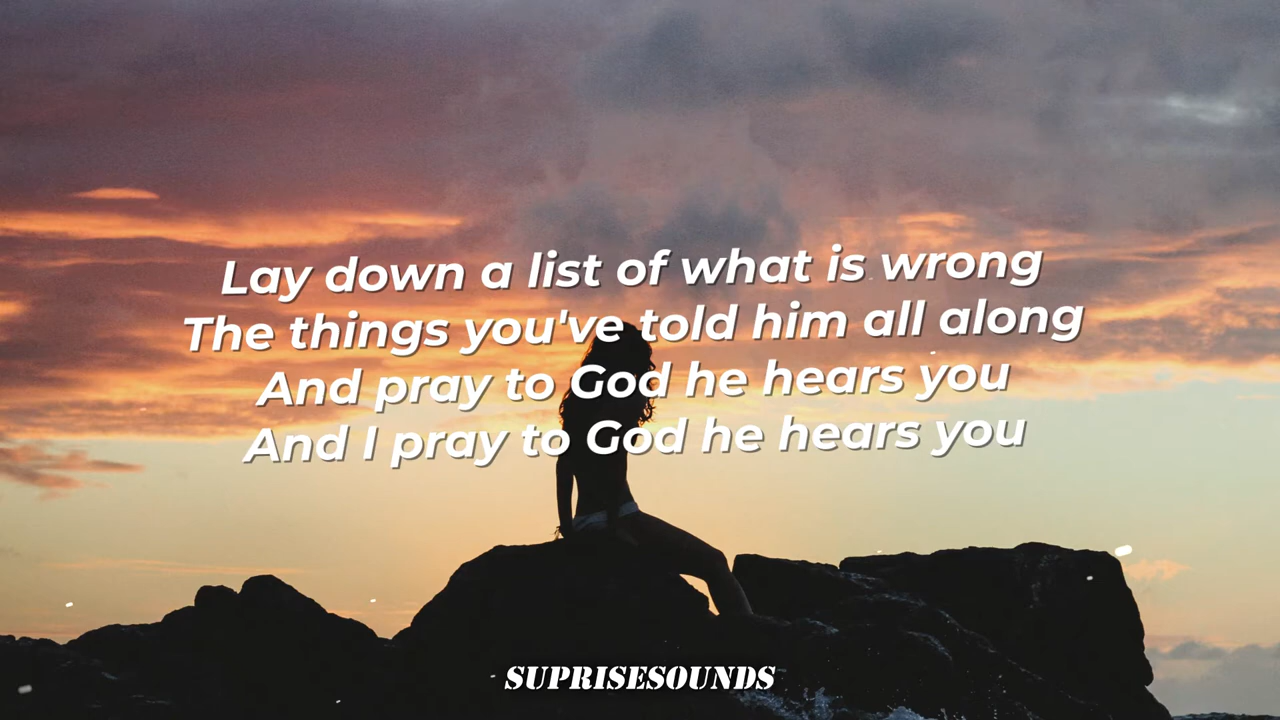 Lay down a list of what is wrong
The things you've told him all along
And pray to God he hears you
And I pray to God he hears you
SUPRISESOUNDS